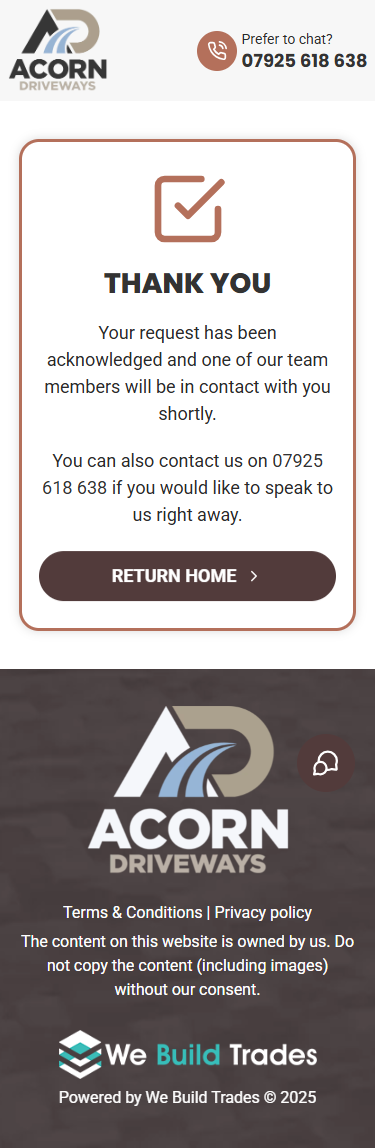 ACORN
DRIVEWAYS
Prefer to chat?
07925 618 638
THANK YOU
Your request has been
acknowledged and one of our team
members will be in contact with you
shortly.
You can also contact us on 07925
618 638 if you would like to speak to
us right away.
RETURN HOME
ACORN
DRIVEWAYS
Terms & Conditions | Privacy policy
The content on this website is owned by us. Do
not copy the content (including images)
without our consent.
We Build Trades
Powered by We Build Trades © 2025